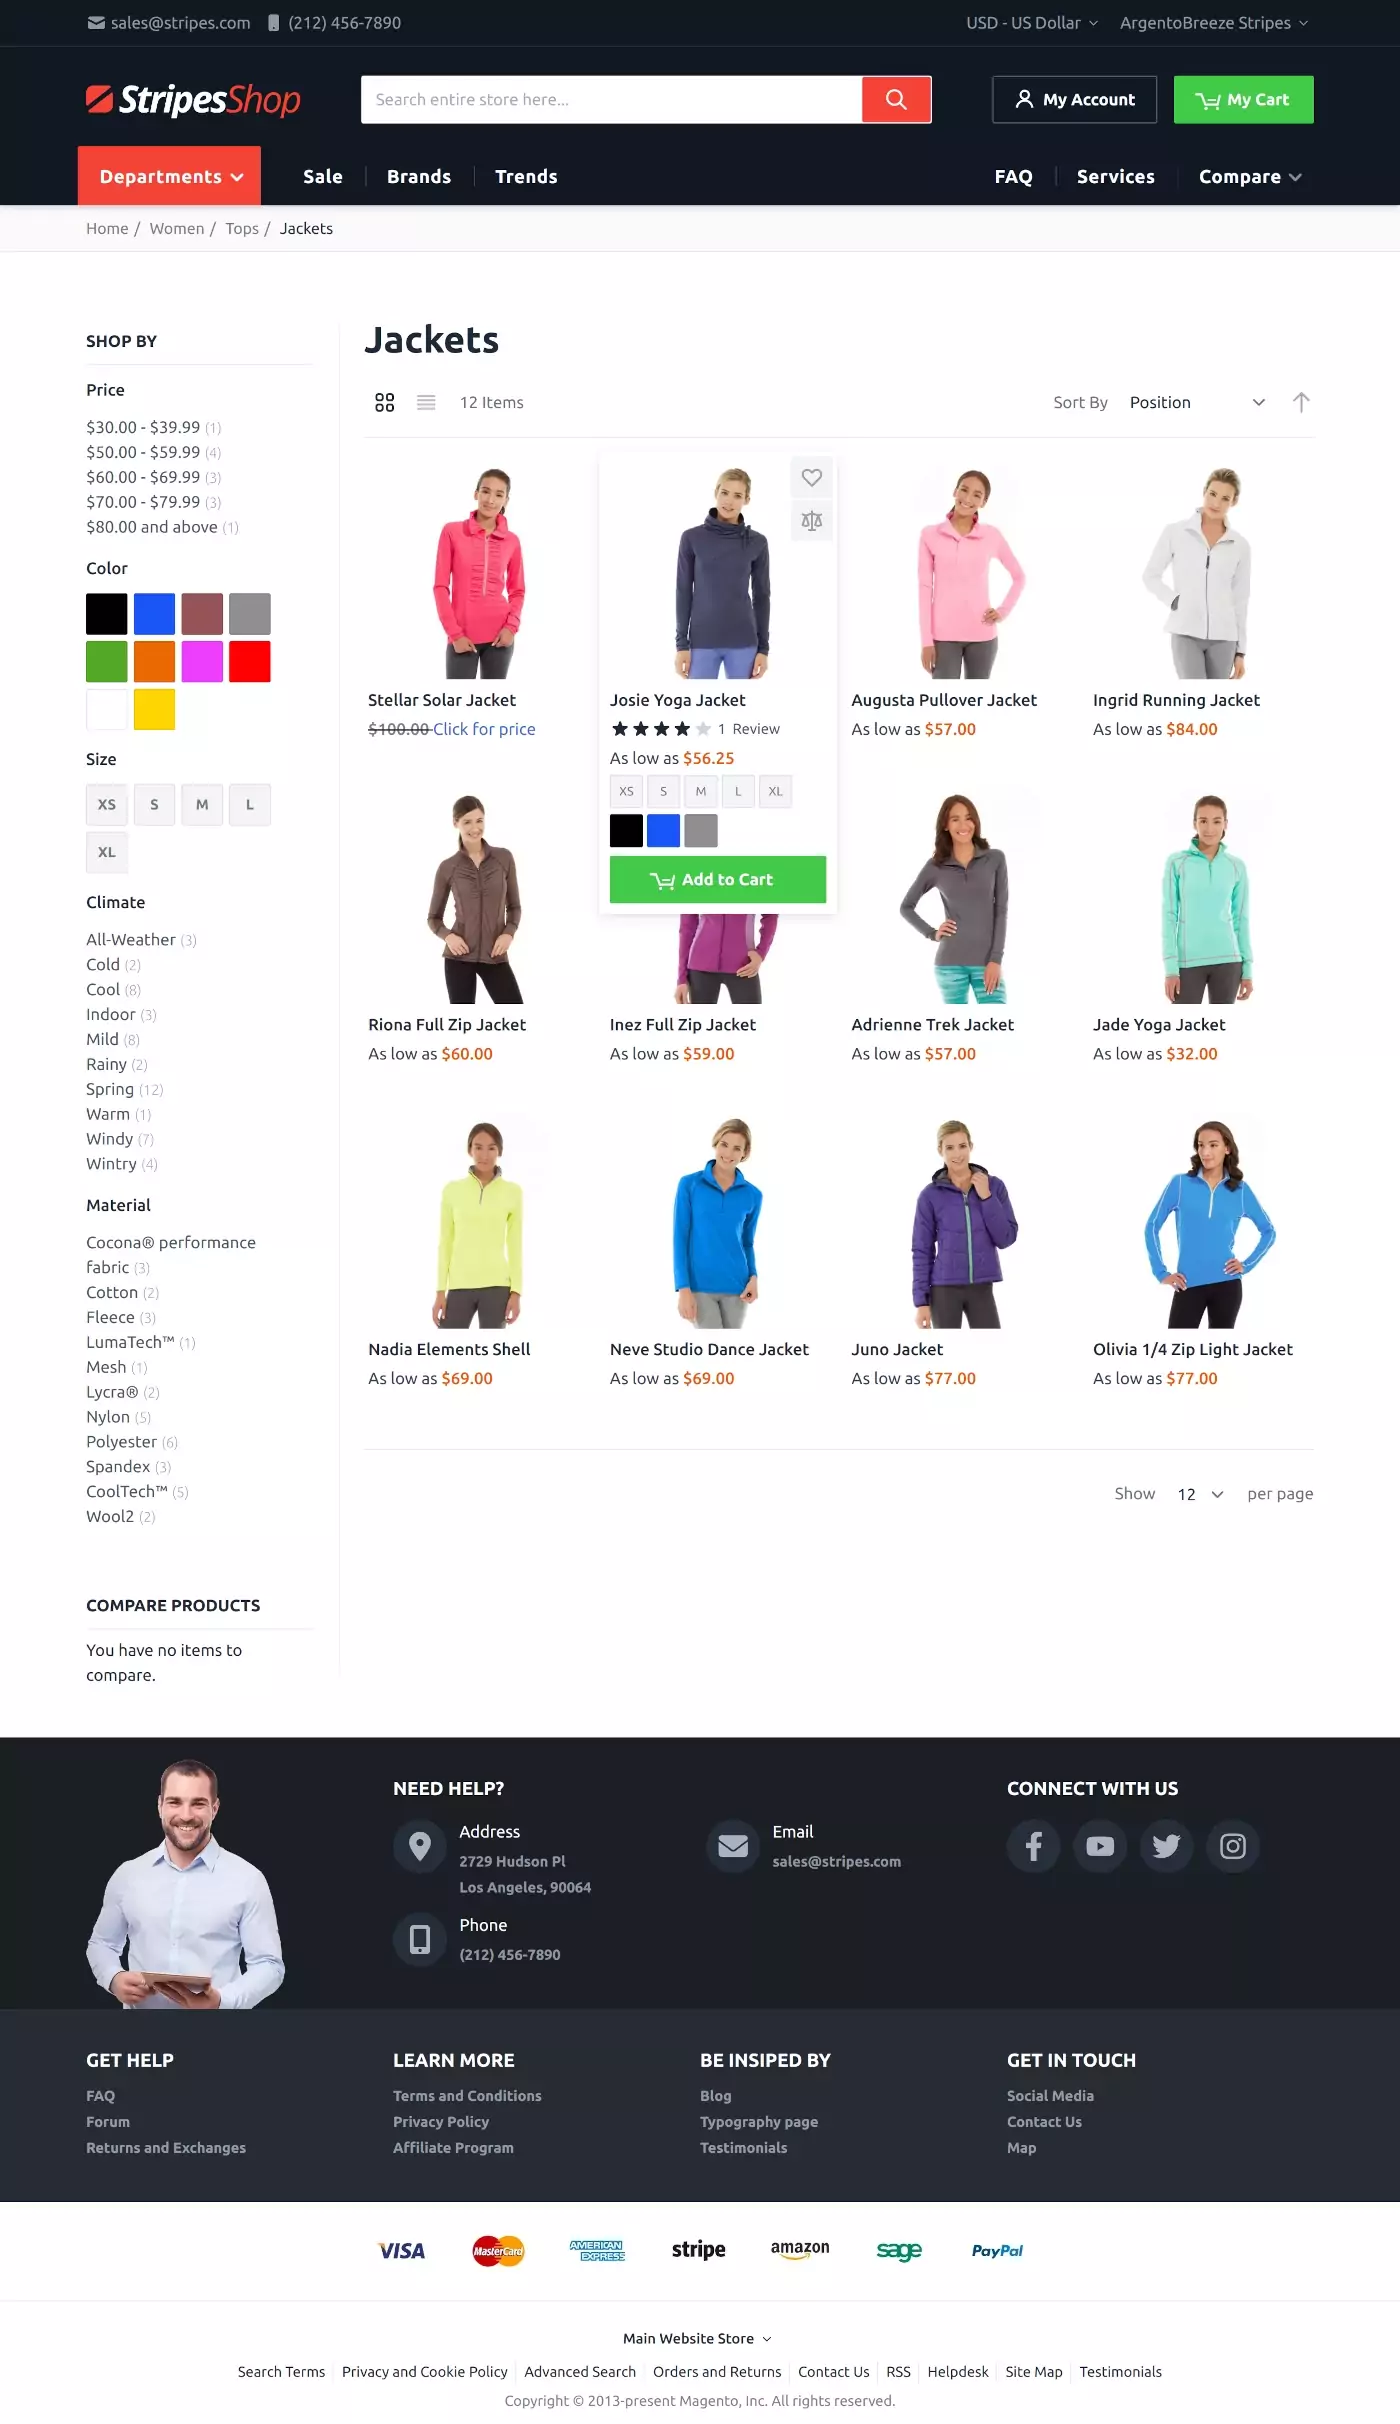 sales@stripes.com (212) 456-7890 USD - US Dollar ArgentoBreeze Stripes
StripesShop Search entire store here... My Account My Cart
Departments Sale Brands Trends FAQ Services Compare
Home / Women / Tops / Jackets
SHOP BY
Price
$30.00 - $39.99 (1)
$50.00 - $59.99 (4)
$60.00 - $69.99 (3)
$70.00 - $79.99 (3)
$80.00 and above (1)
Color
Size
XS S M L
XL
Climate
All-Weather (3)
Cold (2)
Cool (8)
Indoor (3)
Mild (8)
Rainy (2)
Spring (12)
Warm (1)
Windy (7)
Wintry (4)
Material
Cocona® performance
fabric (3)
Cotton (2)
Fleece (3)
LumaTech™ (1)
Mesh (1)
Lycra® (2)
Nylon (5)
Polyester (6)
Spandex (3)
CoolTech™ (5)
Wool2 (2)
COMPARE PRODUCTS
You have no items to
compare.
Jackets
12 Items Sort By Position
Stellar Solar Jacket
$100.00 Click for price
Josie Yoga Jacket
1 Review
As low as $56.25
XS S M L XL
Add to Cart
Augusta Pullover Jacket
As low as $57.00
Ingrid Running Jacket
As low as $84.00
Riona Full Zip Jacket
As low as $60.00
Inez Full Zip Jacket
As low as $59.00
Adrienne Trek Jacket
As low as $57.00
Jade Yoga Jacket
As low as $32.00
Nadia Elements Shell
As low as $69.00
Neve Studio Dance Jacket
As low as $69.00
Juno Jacket
As low as $77.00
Olivia 1/4 Zip Light Jacket
As low as $77.00
Show 12 per page
NEED HELP?
Address
2729 Hudson Pl
Los Angeles, 90064
Phone
(212) 456-7890
Email
sales@stripes.com
CONNECT WITH US
GET HELP
FAQ
Forum
Returns and Exchanges
LEARN MORE
Terms and Conditions
Privacy Policy
Affiliate Program
BE INSIPED BY
Blog
Typography page
Testimonials
GET IN TOUCH
Social Media
Contact Us
Map
VISA MasterCard AMERICAN EXPRESS stripe amazon sage PayPal
Main Website Store
Search Terms Privacy and Cookie Policy Advanced Search Orders and Returns Contact Us RSS Helpdesk Site Map Testimonials
Copyright © 2013-present Magento, Inc. All rights reserved.